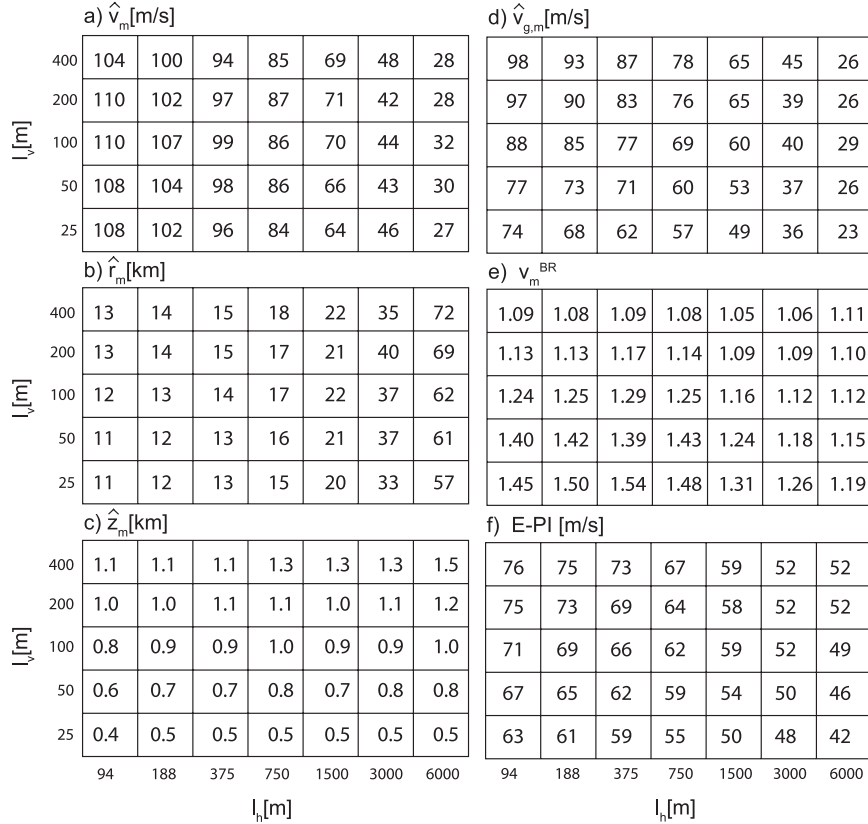 a) v̂m[m/s]
400 104 100 94 85 69 48 28
200 110 102 97 87 71 42 28
100 110 107 99 86 70 44 32
50 108 104 98 86 66 43 30
25 108 102 96 84 64 46 27
lv[m]
b) r̂m[km]
400 13 14 15 18 22 35 72
200 13 14 15 17 21 40 69
100 12 13 14 17 22 37 62
50 11 12 13 16 21 37 61
25 11 12 13 15 20 33 57
lv[m]
c) ẑm[km]
400 1.1 1.1 1.1 1.3 1.3 1.3 1.5
200 1.0 1.0 1.1 1.1 1.0 1.1 1.2
100 0.8 0.9 0.9 1.0 0.9 0.9 1.0
50 0.6 0.7 0.7 0.8 0.7 0.8 0.8
25 0.4 0.5 0.5 0.5 0.5 0.5 0.5
lv[m]
94 188 375 750 1500 3000 6000
lh[m]
d) v̂g,m[m/s]
98 93 87 78 65 45 26
97 90 83 76 65 39 26
88 85 77 69 60 40 29
77 73 71 60 53 37 26
74 68 62 57 49 36 23
e) vmBR
1.09 1.08 1.09 1.08 1.05 1.06 1.11
1.13 1.13 1.17 1.14 1.09 1.09 1.10
1.24 1.25 1.29 1.25 1.16 1.12 1.12
1.40 1.42 1.39 1.43 1.24 1.18 1.15
1.45 1.50 1.54 1.48 1.31 1.26 1.19
f) E-PI [m/s]
76 75 73 67 59 52 52
75 73 69 64 58 52 52
71 69 66 62 59 52 49
67 65 62 59 54 50 46
63 61 59 55 50 48 42
94 188 375 750 1500 3000 6000
lh[m]